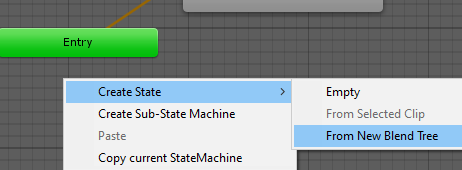 Entry
Create State
Create Sub-State Machine
Paste
Copy current StateMachine
Empty
From Selected Clip
From New Blend Tree